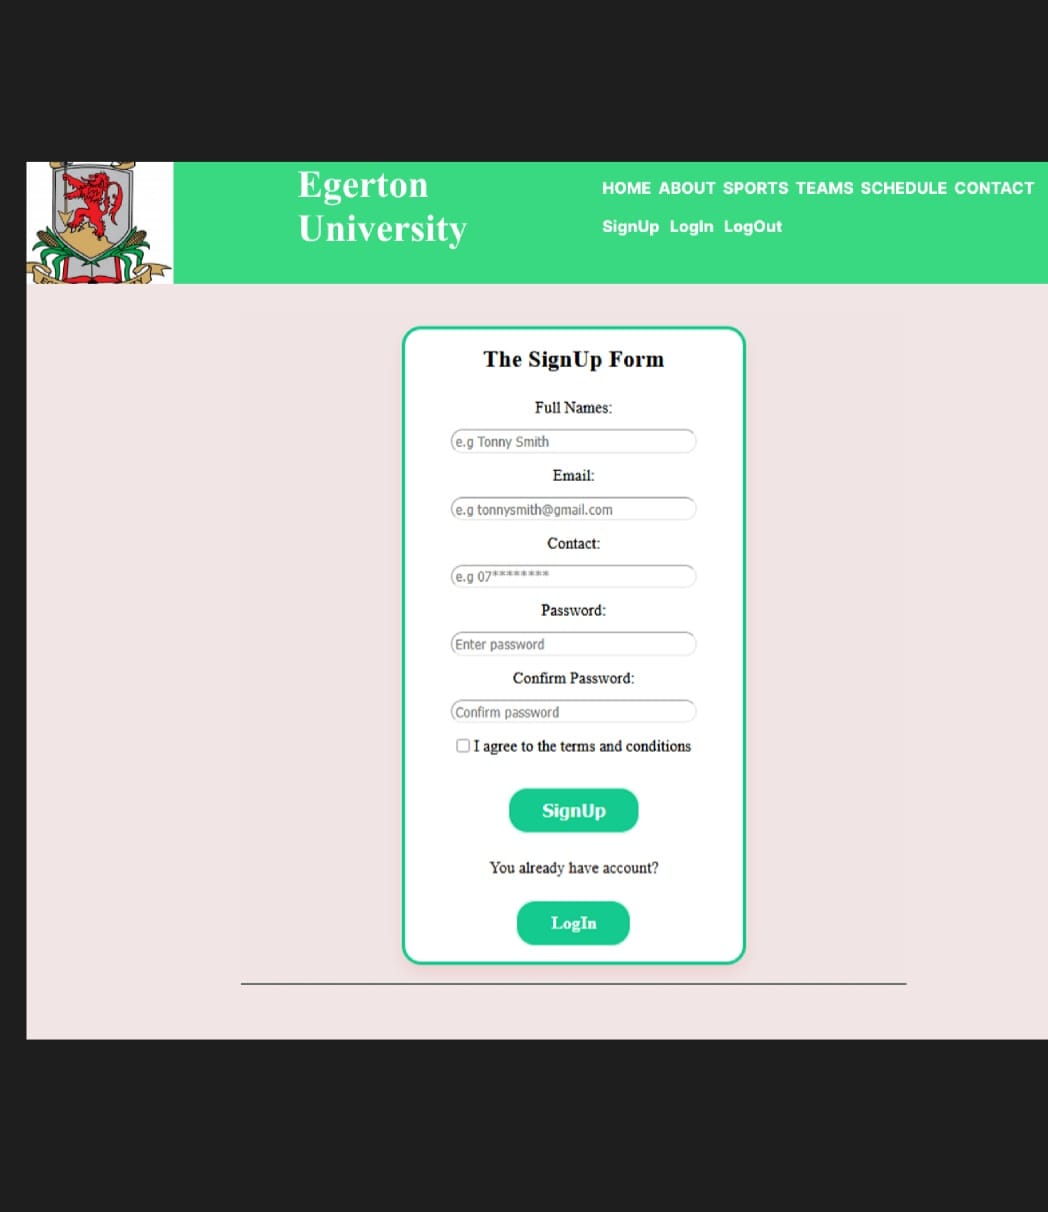 Egerton
University
HOME ABOUT SPORTS TEAMS SCHEDULE CONTACT
SignUp LogIn LogOut
The SignUp Form
Full Names:
e.g Tonny Smith
Email:
e.g tonnysmith@gmail.com
Contact:
e.g 07********
Password:
Enter password
Confirm Password:
Confirm password
I agree to the terms and conditions
SignUp
You already have account?
LogIn